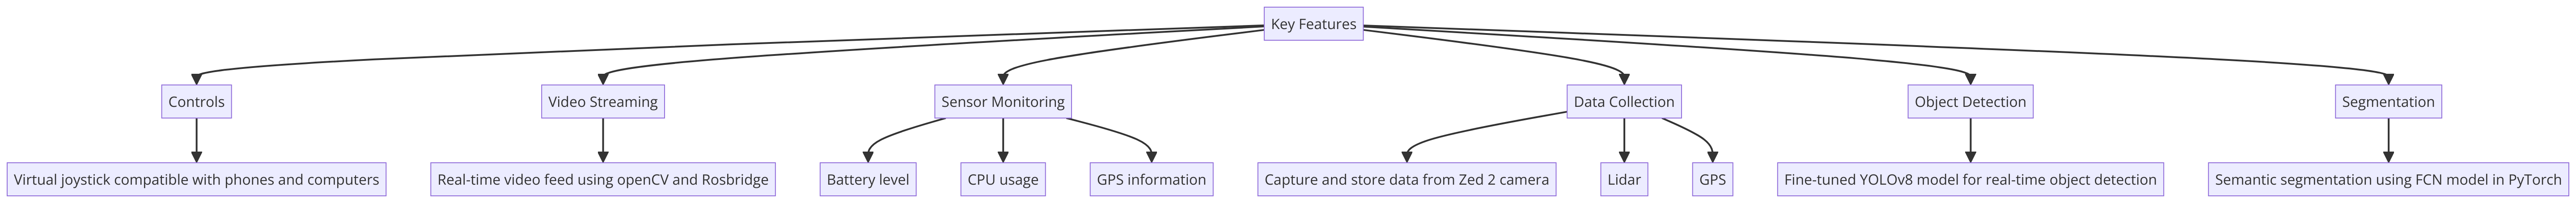 Key Features
Controls
Video Streaming
Sensor Monitoring
Data Collection
Object Detection
Segmentation
Virtual joystick compatible with phones and computers
Real-time video feed using openCV and Rosbridge
Battery level
CPU usage
GPS information
Capture and store data from Zed 2 camera
Lidar
GPS
Fine-tuned YOLOv8 model for real-time object detection
Semantic segmentation using FCN model in PyTorch